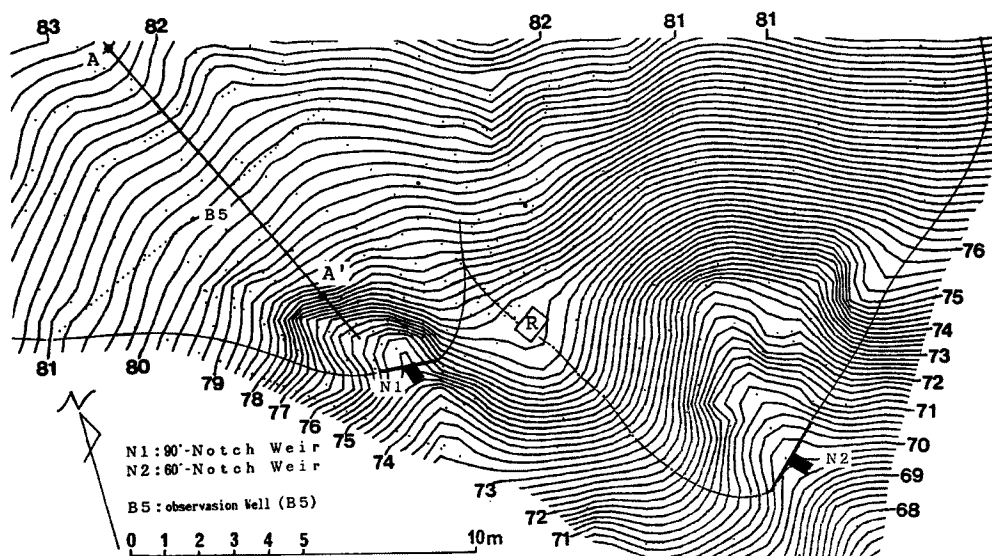 83 82 82 81 81
A
B5
A'
76
R
75
74
73
72
71
70
69
68
N1
N2
81 80 79 78 77 76 75 74 73 72 71
N
N1:90°-Notch Weir
N2:60°-Notch Weir
B5:observasion Well (B5)
0 1 2 3 4 5 10m